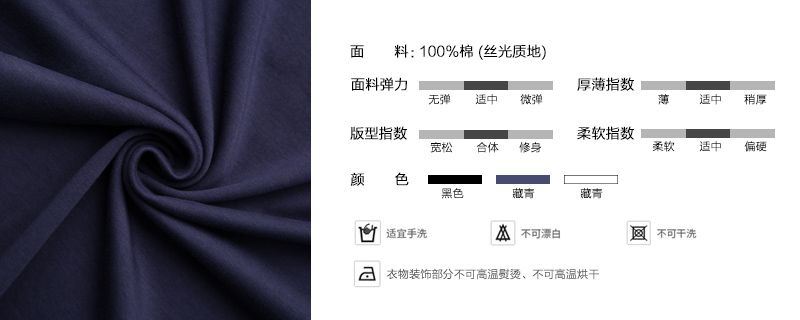 面 料: 100%棉 (丝光质地)
面料弹力 无弹 适中 微弹 厚薄指数 薄 适中 稍厚
版型指数 宽松 合体 修身 柔软指数 柔软 适中 偏硬
颜 色 黑色 藏青 藏青
适宜手洗 不可漂白 不可干洗
衣物装饰部分不可高温熨烫、不可高温烘干